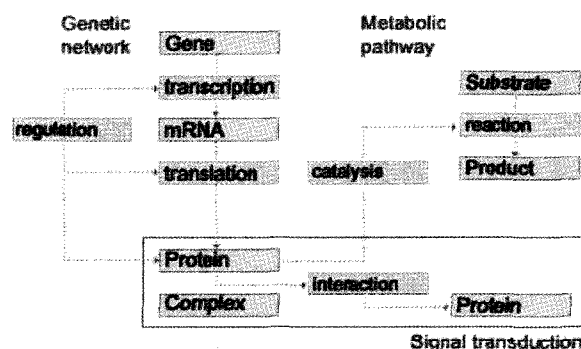 Genetic
network
Metabolic
pathway
Gene
transcription
Substrate
regulation
mRNA
reaction
translation
catalysis
Product
Protein
interaction
Complex
Protein
Signal transduction